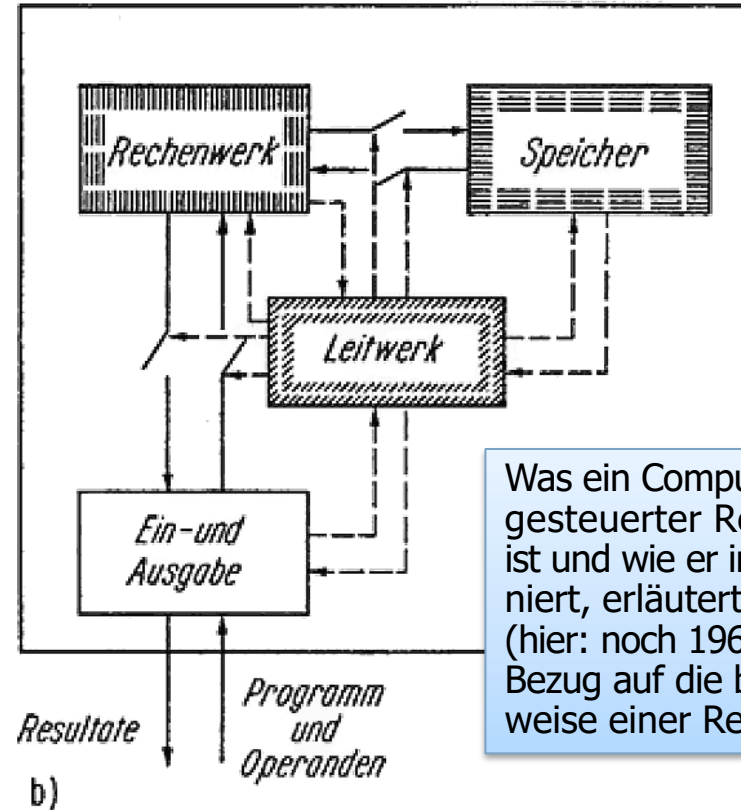 Rechenwerk
Speicher
Leitwerk
Ein-und
Ausgabe
Was ein Compu
gesteuerter Re
ist und wie er in
niert, erläutert
(hier: noch 196
Bezug auf die b
weise einer Re
Resultate
Programm
und
Operanden
b)